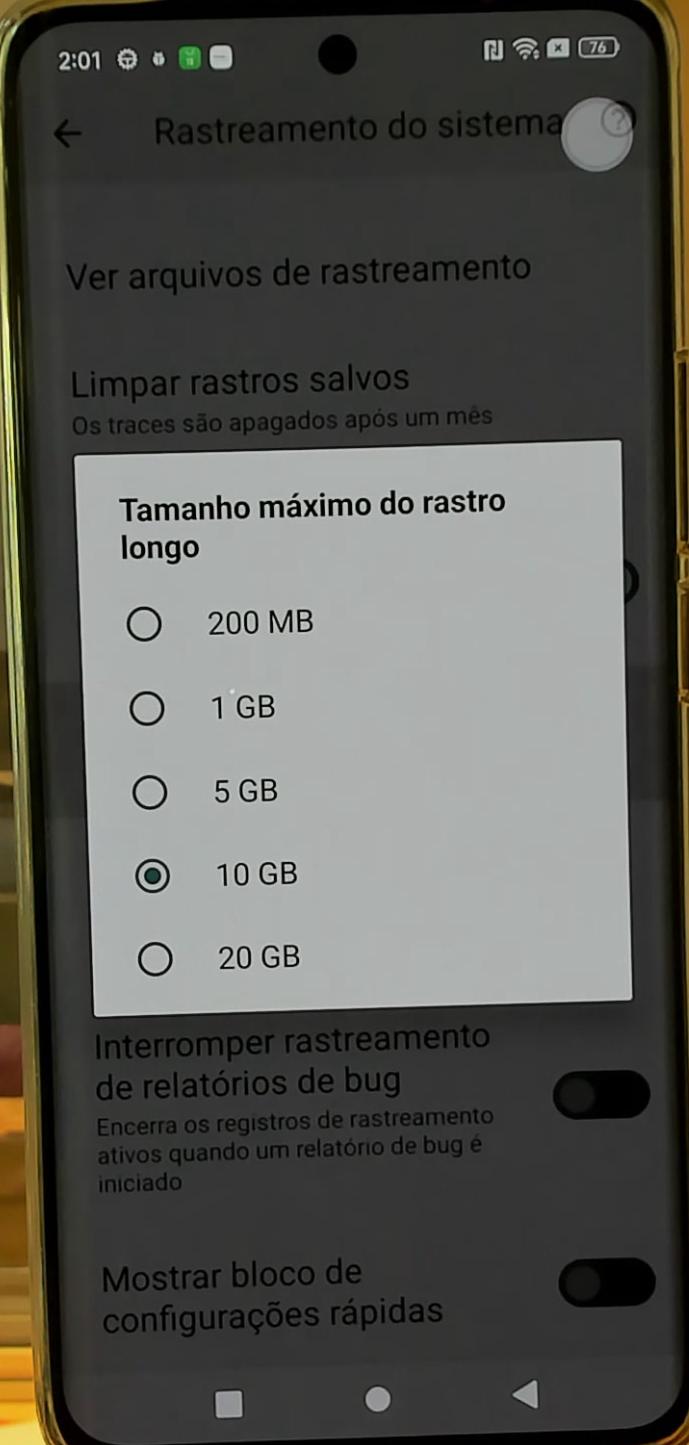 2:01
76
Rastreamento do sistema
?
Ver arquivos de rastreamento
Limpar rastros salvos
Os traces são apagados após um mês
Tamanho máximo do rastro
longo
200 MB
1 GB
5 GB
10 GB
20 GB
Interromper rastreamento
de relatórios de bug
Encerra os registros de rastreamento
ativos quando um relatório de bug é
iniciado
Mostrar bloco de
configurações rápidas